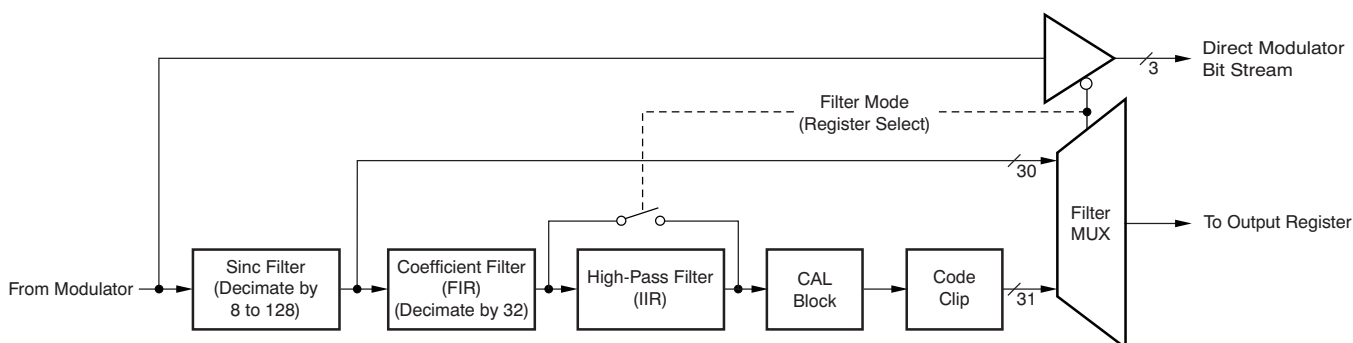 Direct Modulator
Bit Stream
3
Filter Mode
(Register Select)
30
Filter
MUX
To Output Register
From Modulator
Sinc Filter
(Decimate by
8 to 128)
Coefficient Filter
(FIR)
(Decimate by 32)
High-Pass Filter
(IIR)
CAL
Block
Code
Clip
31